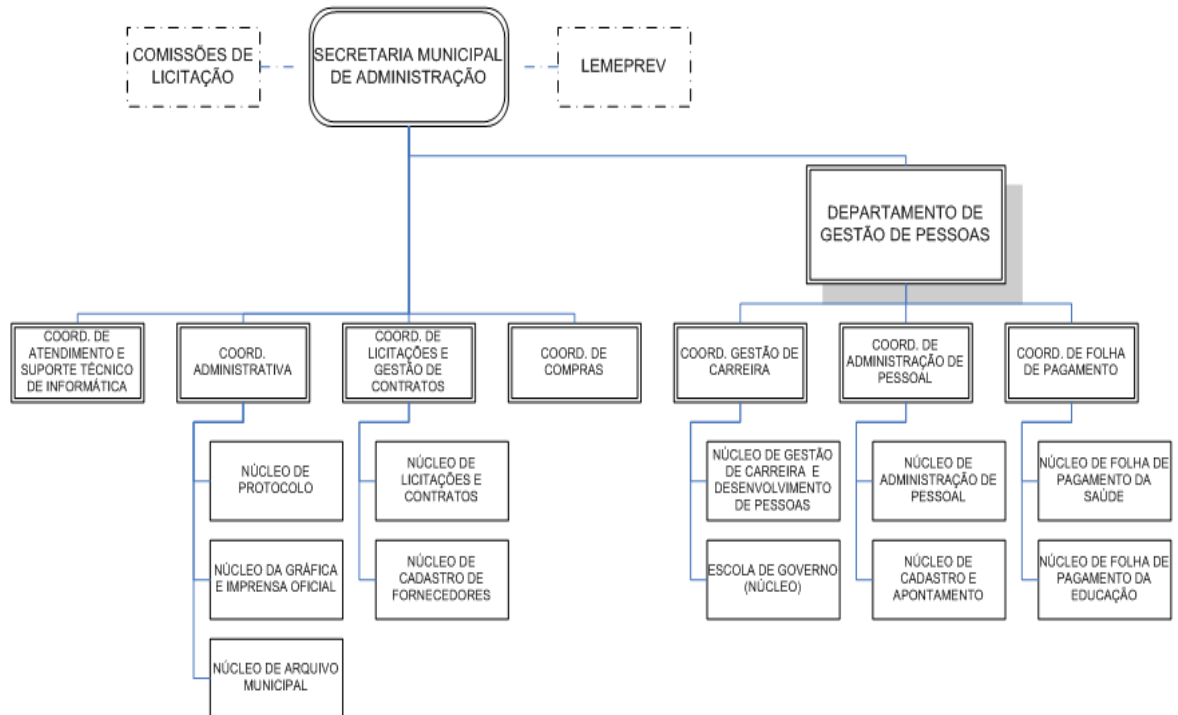 COMISSÕES DE
LICITAÇÃO
SECRETARIA MUNICIPAL
DE ADMINISTRAÇÃO
LEMEPREV
DEPARTAMENTO DE
GESTÃO DE PESSOAS
COORD. DE
ATENDIMENTO E
SUPORTE TÉCNICO
DE INFORMÁTICA
COORD.
ADMINISTRATIVA
COORD. DE
LICITAÇÕES E
GESTÃO DE
CONTRATOS
COORD. DE
COMPRAS
COORD. GESTÃO DE
CARREIRA
COORD. DE
ADMINISTRAÇÃO DE
PESSOAL
COORD. DE FOLHA
DE PAGAMENTO
NÚCLEO DE
PROTOCOLO
NÚCLEO DE
LICITAÇÕES E
CONTRATOS
NÚCLEO DE GESTÃO
DE CARREIRA E
DESENVOLVIMENTO
DE PESSOAS
NÚCLEO DE
ADMINISTRAÇÃO DE
PESSOAL
NÚCLEO DE FOLHA DE
PAGAMENTO DA
SAÚDE
NÚCLEO DA GRÁFICA
E IMPRENSA OFICIAL
NÚCLEO DE
CADASTRO DE
FORNECEDORES
ESCOLA DE GOVERNO
(NÚCLEO)
NÚCLEO DE
CADASTRO E
APONTAMENTO
NÚCLEO DE FOLHA DE
PAGAMENTO DA
EDUCAÇÃO
NÚCLEO DE ARQUIVO
MUNICIPAL